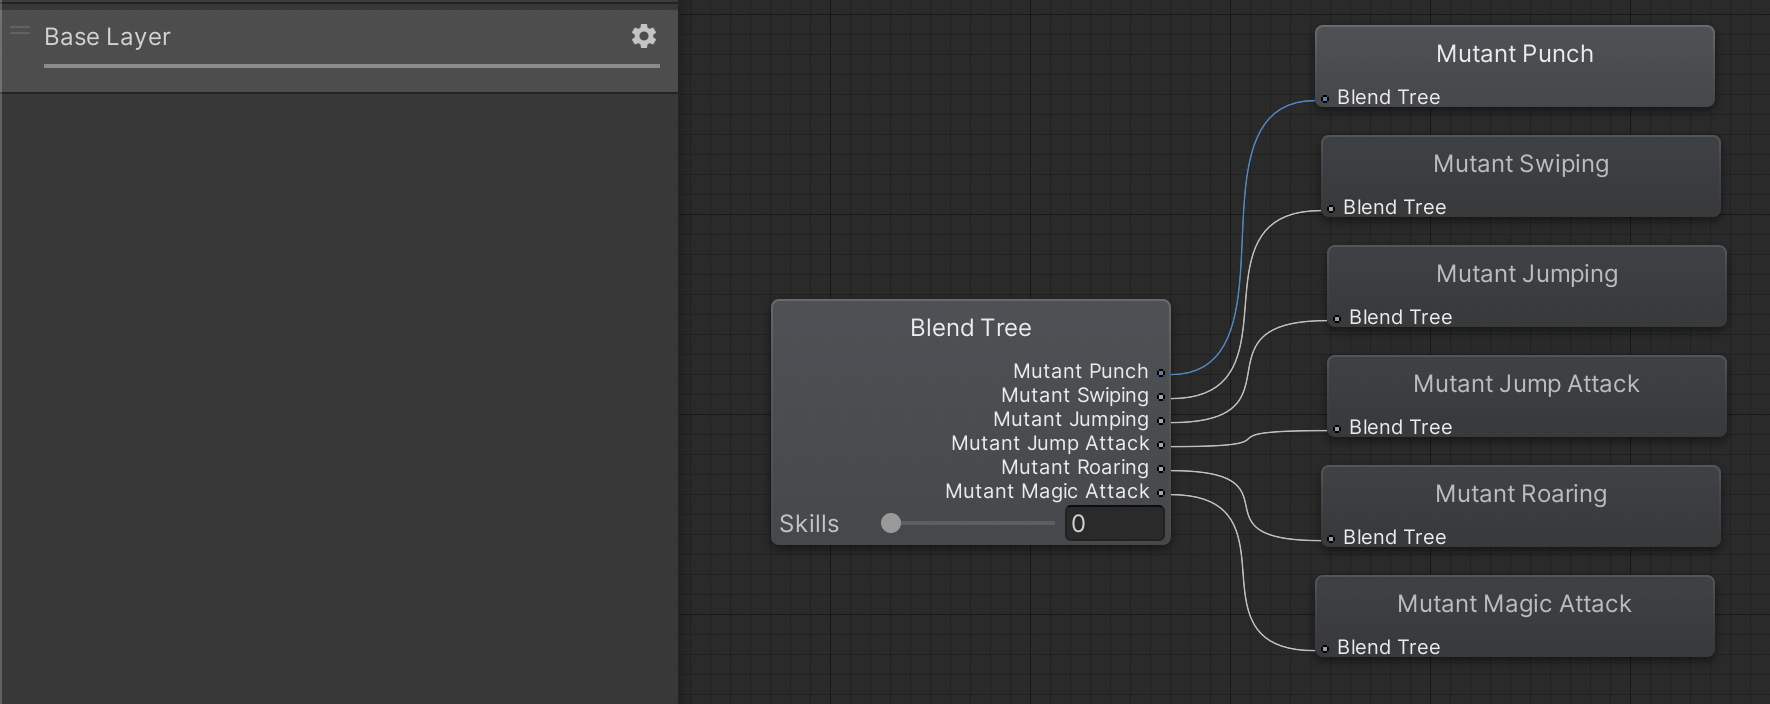 Base Layer
Blend Tree
Mutant Punch
Mutant Swiping
Mutant Jumping
Mutant Jump Attack
Mutant Roaring
Mutant Magic Attack
Skills 0
Mutant Punch
Blend Tree
Mutant Swiping
Blend Tree
Mutant Jumping
Blend Tree
Mutant Jump Attack
Blend Tree
Mutant Roaring
Blend Tree
Mutant Magic Attack
Blend Tree